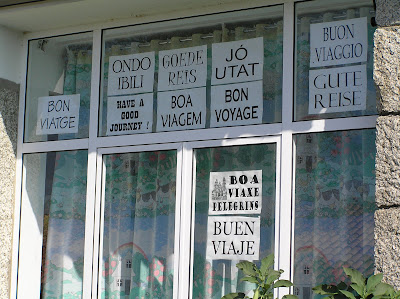 BON
VIATGE
ONDO
IBILI
HAVE A
GOOD
JOURNEY !
GOEDE
REIS
BOA
VIAGEM
JÓ
UTAT
BON
VOYAGE
BUON
VIAGGIO
GUTE
REISE
BOA
VIAXE
PELEGRINS
BUEN
VIAJE